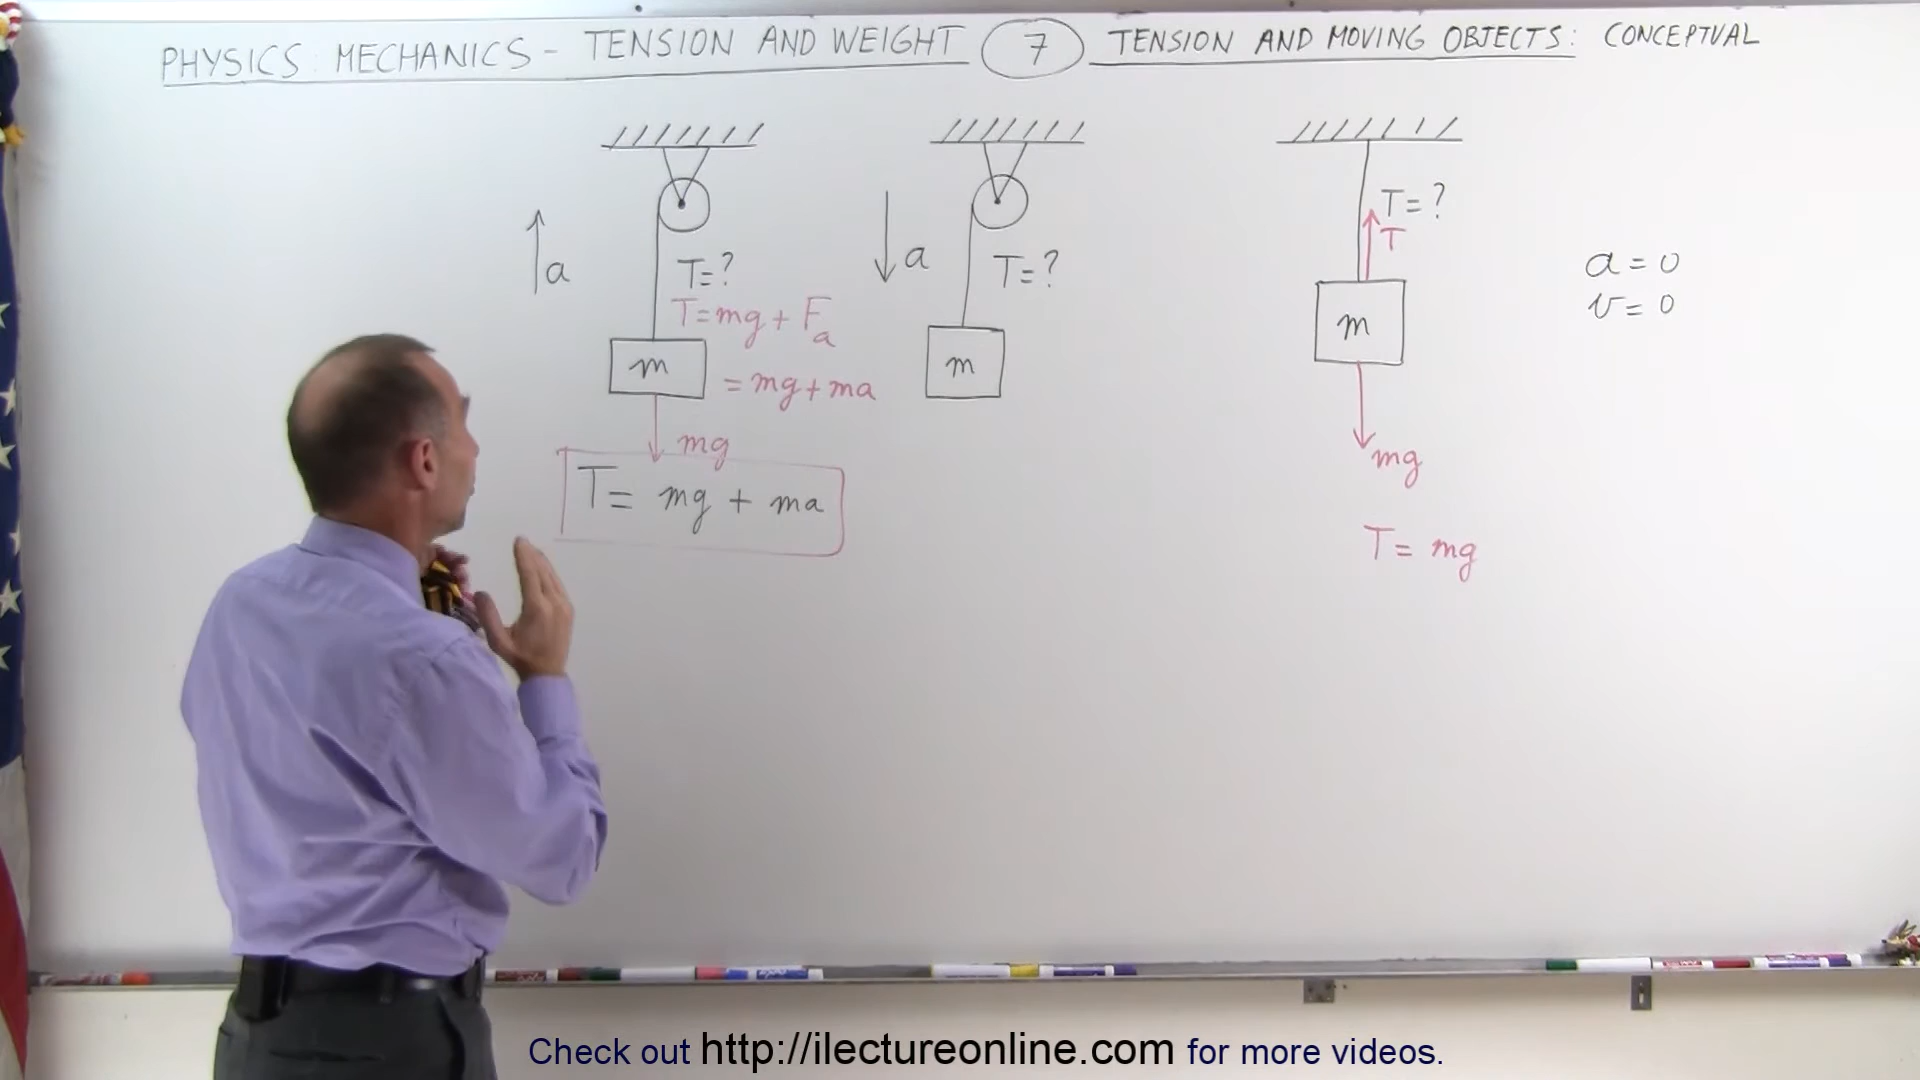 PHYSICS: MECHANICS - TENSION AND WEIGHT 7 TENSION AND MOVING OBJECTS: CONCEPTUAL
a
T=?
T=mg + Fa
m
= mg + ma
mg
T= mg + ma
a
T=?
m
T=?
T
m
mg
T= mg
a = 0
v = 0
Check out http://ilectureonline.com for more videos.